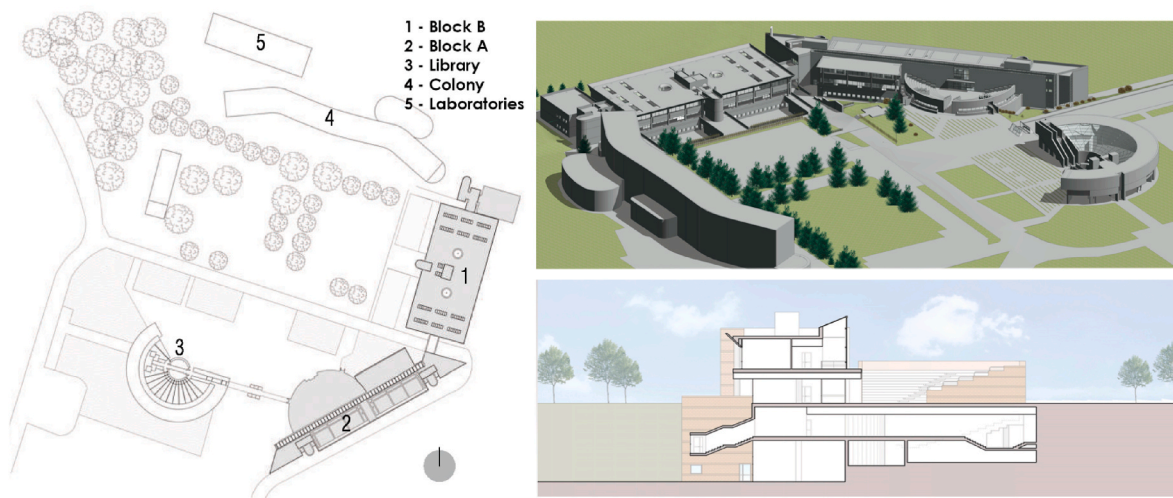 1 - Block B
2 - Block A
3 - Library
4 - Colony
5 - Laboratories
5
4
1
3
2